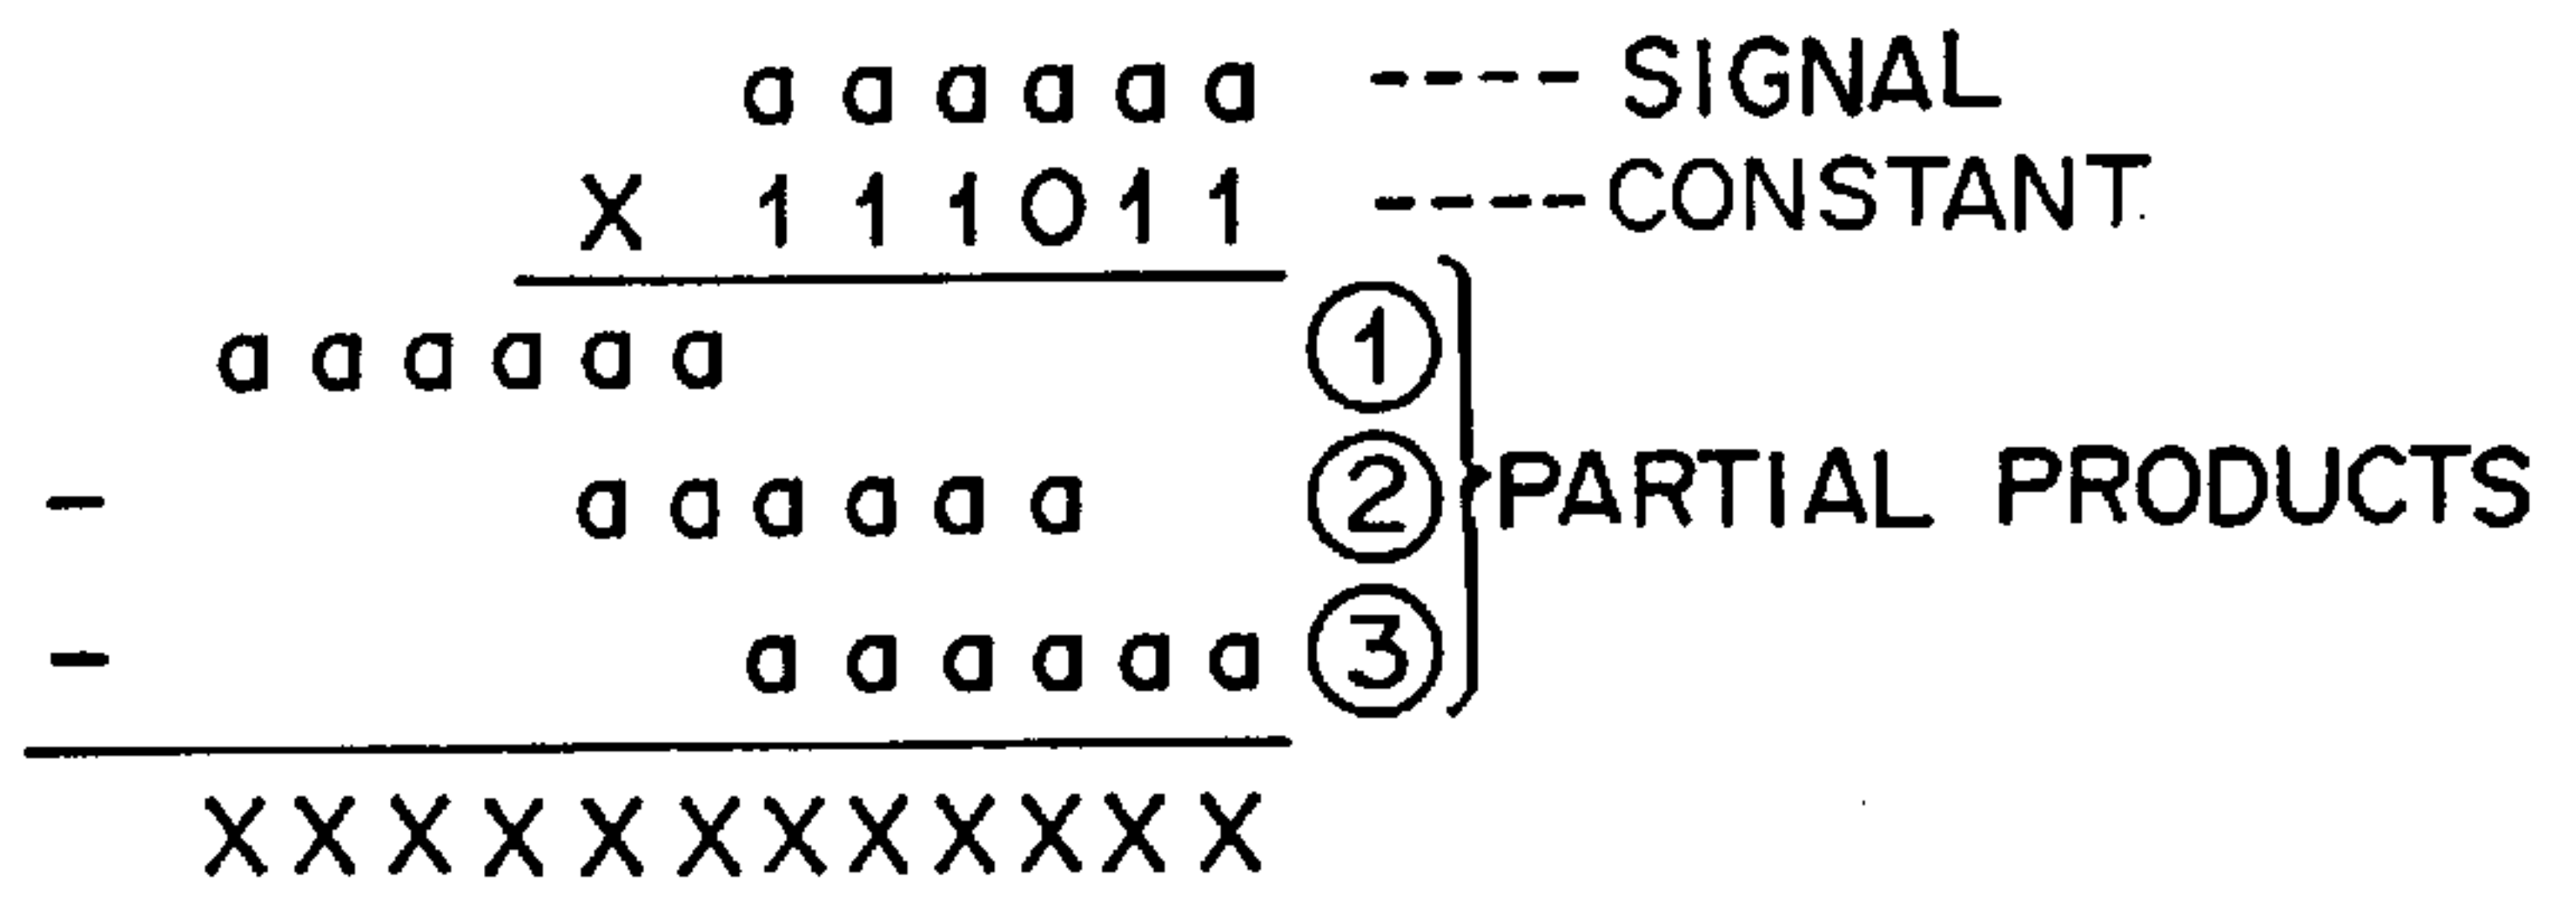 a a a a a a ---- SIGNAL
X 1 1 1 0 1 1 ---- CONSTANT
a a a a a a ①
- a a a a a a ② PARTIAL PRODUCTS
- a a a a a a ③
X X X X X X X X X X X X